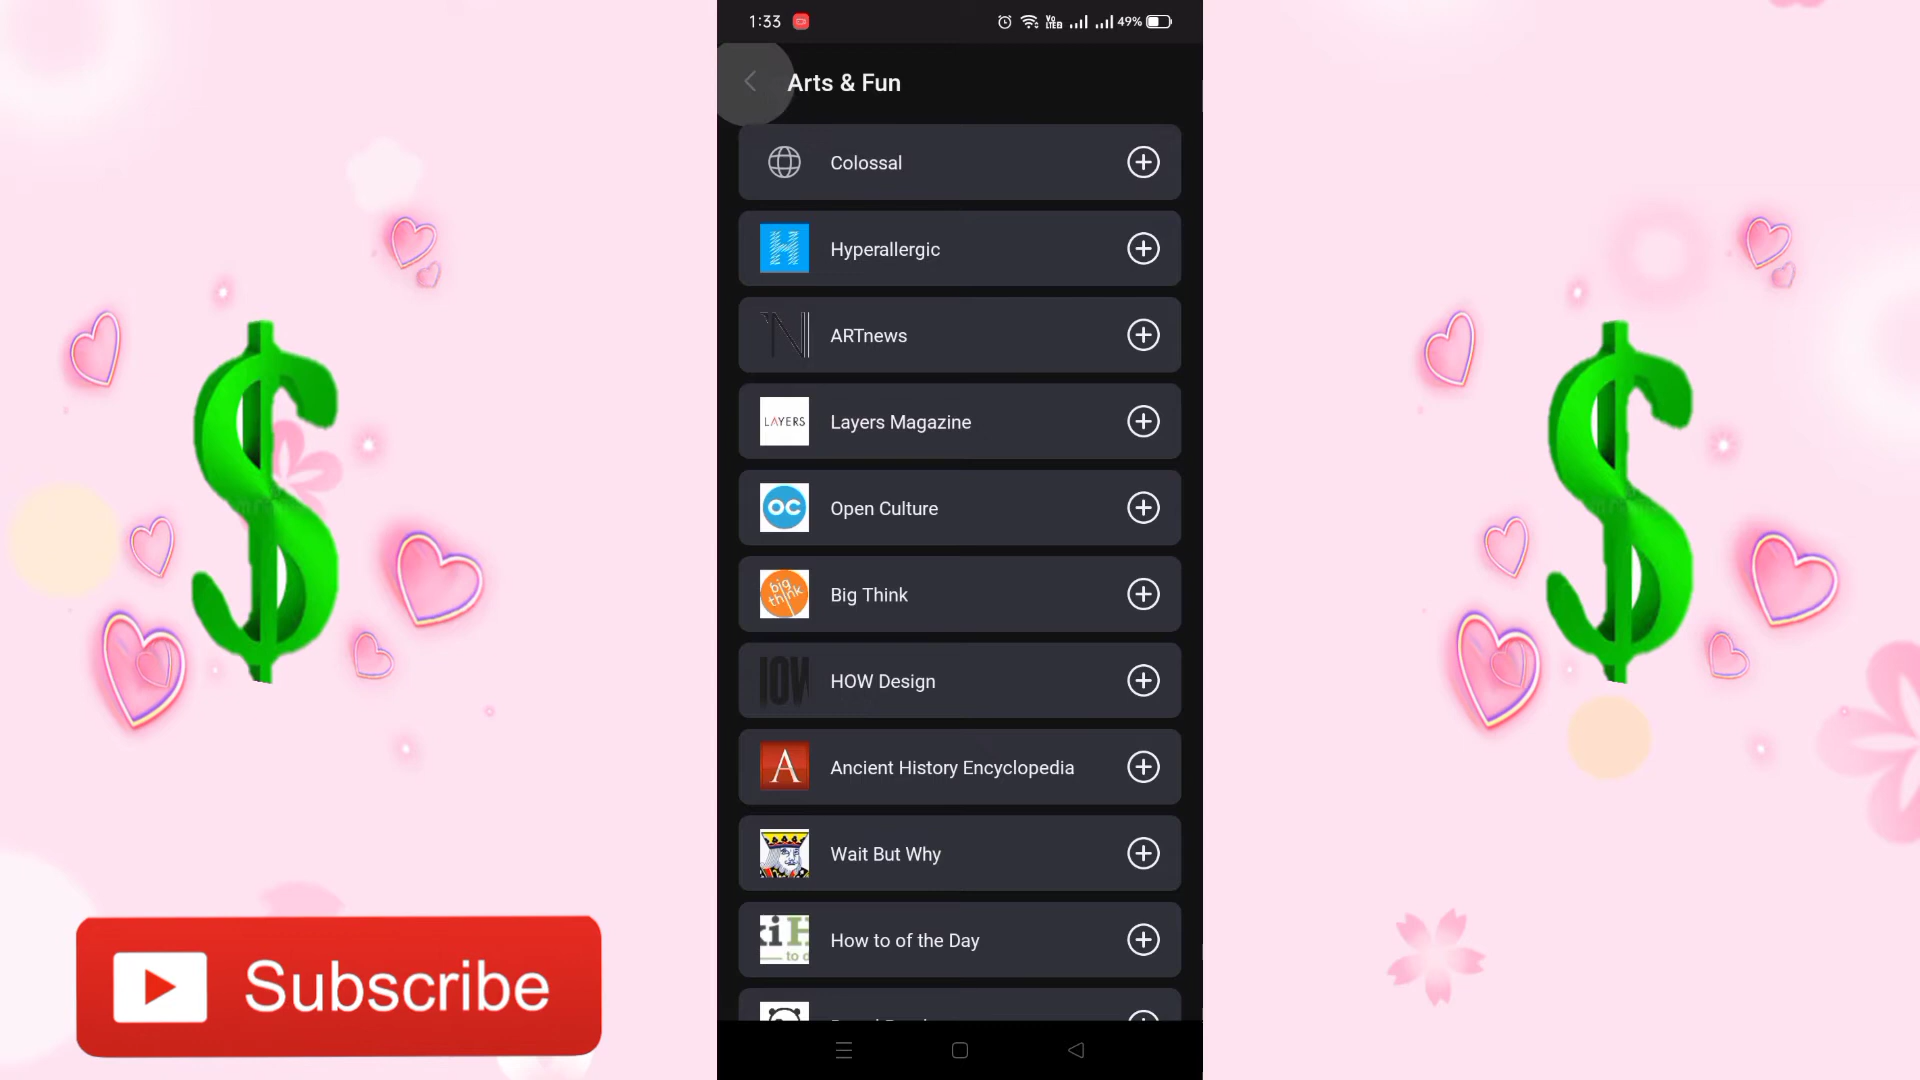 1:33
49%
Arts & Fun
Colossal
Hyperallergic
ARTnews
LAYERS
Layers Magazine
OC
Open Culture
big
think
Big Think
HOW Design
A
Ancient History Encyclopedia
Wait But Why
How to of the Day
Subscribe